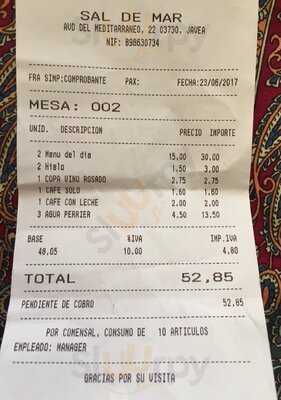 SAL DE MAR
AVD DEL MEDITARRANEO, 22 03730. JAVEA
NIF: B98630734
FRA SIMP:COMPROBANTE PAX: FECHA:23/06/2017
MESA: 002
UNID. DESCRIPCION PRECIO IMPORTE
2 Menu del dia 15,00 30,00
2 Hielo 1,50 3,00
1 COPA VINO ROSADO 2,75 2,75
1 CAFE SOLO 1,60 1,60
1 CAFE CON LECHE 2,00 2,00
3 AGUA PERRIER 4,50 13,50
BASE %IVA IMP.IVA
48,05 10,00 4,80
TOTAL 52,85
PENDIENTE DE COBRO 52,85
POR COMENSAL, CONSUMO DE 10 ARTICULOS
EMPLEADO: MANAGER
GRACIAS POR SU VISITA